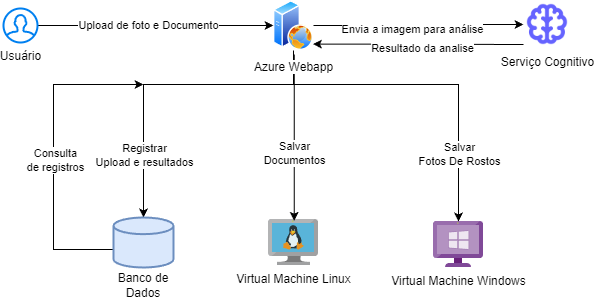 Upload de foto e Documento
Envia a imagem para análise
Resultado da analise
Usuário
Azure Webapp
Serviço Cognitivo
Consulta
de registros
Registrar
Upload e resultados
Salvar
Documentos
Salvar
Fotos De Rostos
Banco de
Dados
Virtual Machine Linux
Virtual Machine Windows